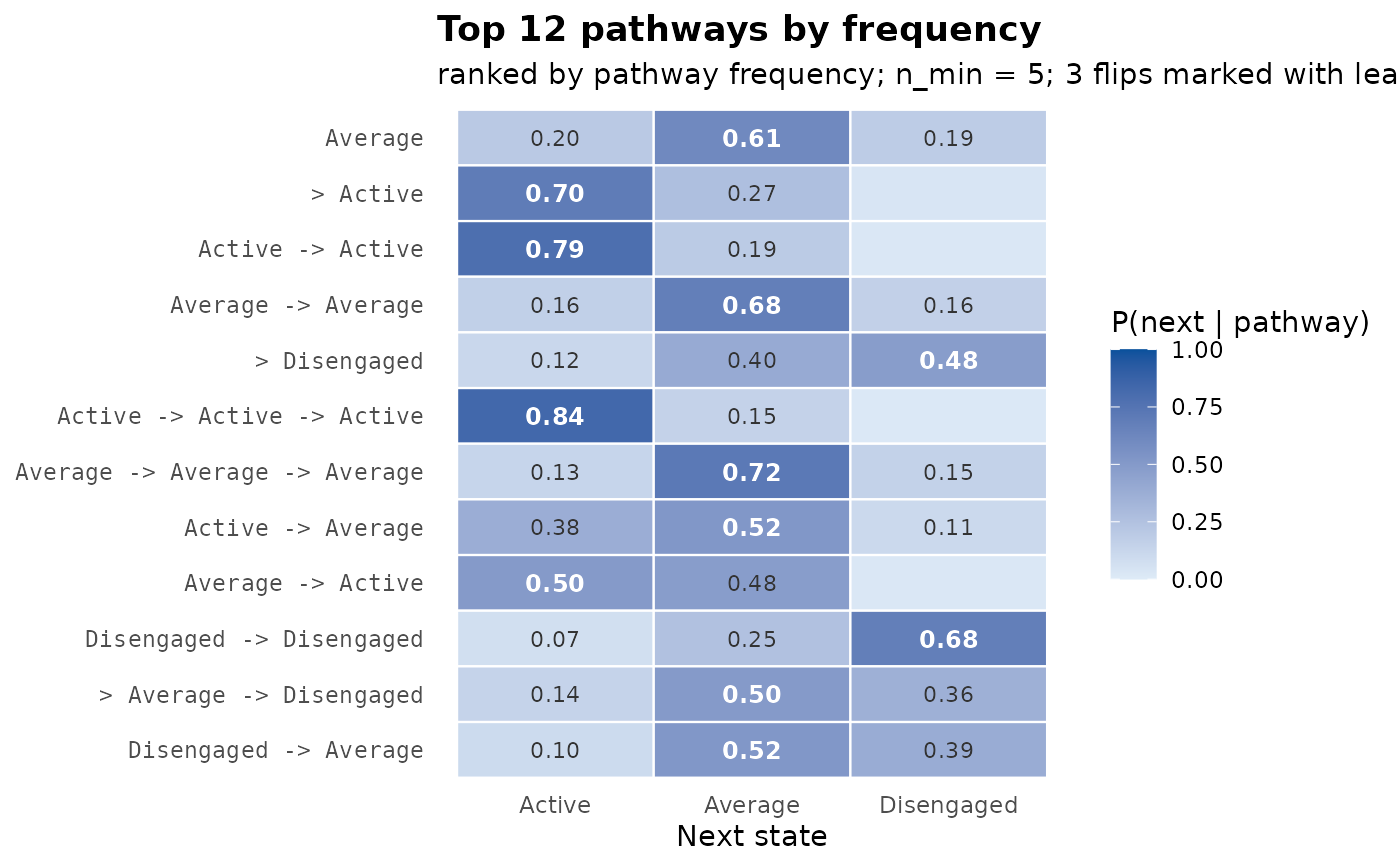 Top 12 pathways by frequency
ranked by pathway frequency; n_min = 5; 3 flips marked with lea
Average 0.20 0.61 0.19
> Active 0.70 0.27
Active -> Active 0.79 0.19
Average -> Average 0.16 0.68 0.16
> Disengaged 0.12 0.40 0.48
Active -> Active -> Active 0.84 0.15
Average -> Average -> Average 0.13 0.72 0.15
Active -> Average 0.38 0.52 0.11
Average -> Active 0.50 0.48
Disengaged -> Disengaged 0.07 0.25 0.68
> Average -> Disengaged 0.14 0.50 0.36
Disengaged -> Average 0.10 0.52 0.39
Active Average Disengaged
Next state
P(next | pathway)
1.00
0.75
0.50
0.25
0.00